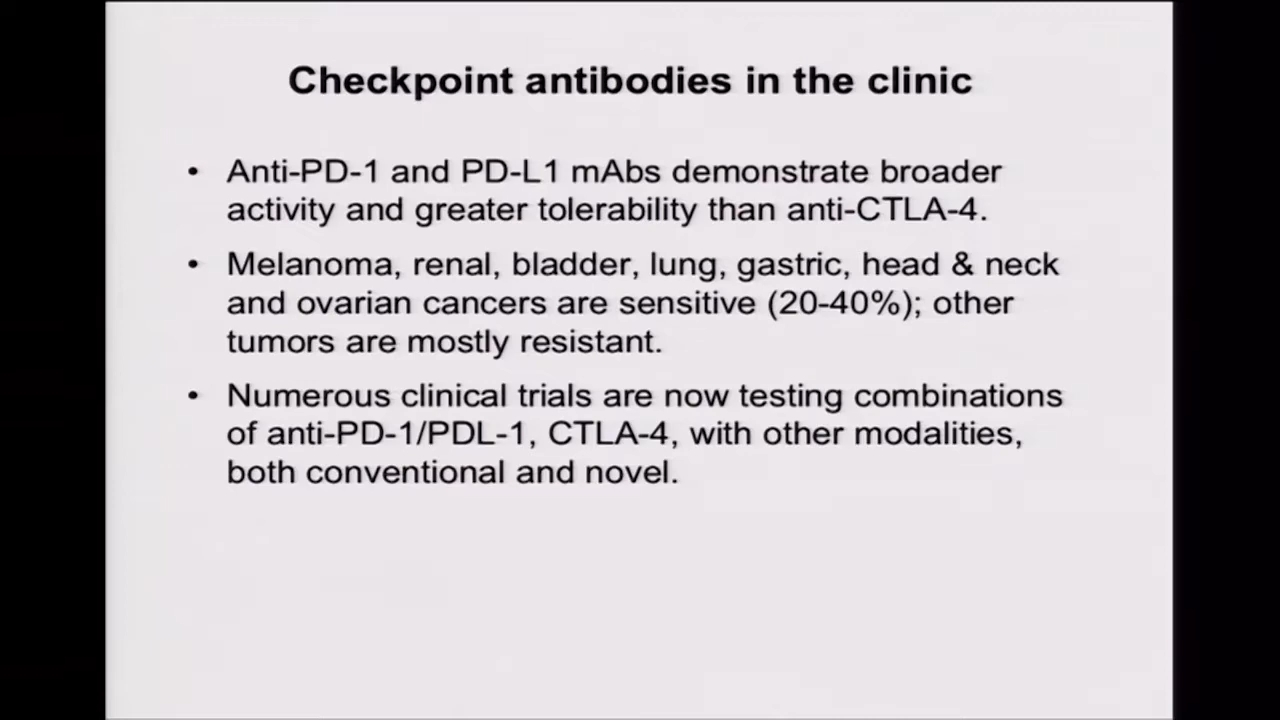 Checkpoint antibodies in the clinic
• Anti-PD-1 and PD-L1 mAbs demonstrate broader
activity and greater tolerability than anti-CTLA-4.
• Melanoma, renal, bladder, lung, gastric, head & neck
and ovarian cancers are sensitive (20-40%); other
tumors are mostly resistant.
• Numerous clinical trials are now testing combinations
of anti-PD-1/PDL-1, CTLA-4, with other modalities,
both conventional and novel.